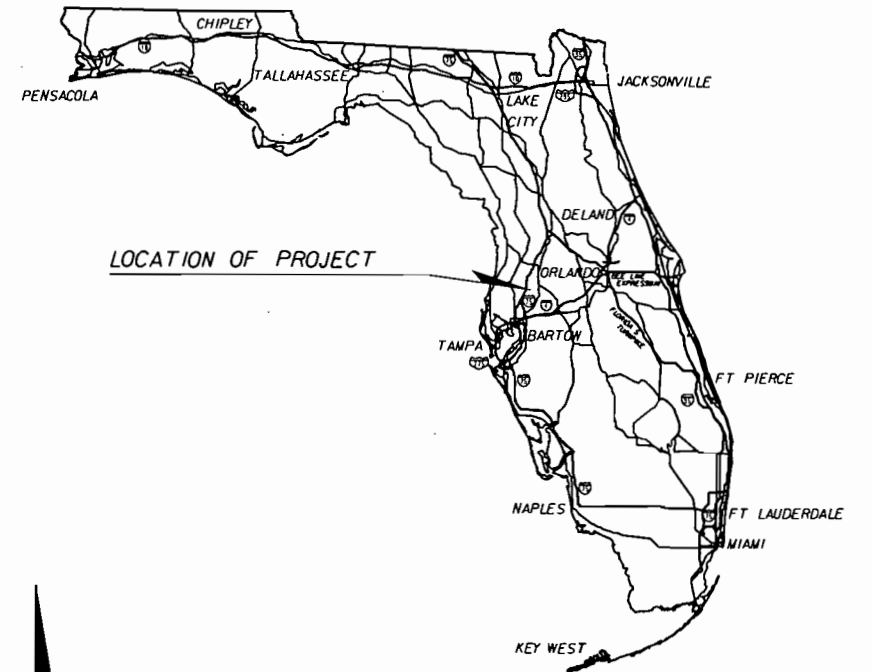 CHIPLEY
PENSACOLA
TALLAHASSEE
LAKE
CITY
JACKSONVILLE
DELAND
LOCATION OF PROJECT
ORLANDO
BEE LINE
EXPRESSWAY
FLORIDA'S
TURNPIKE
TAMPA
BARTOW
FT PIERCE
NAPLES
FT LAUDERDALE
MIAMI
KEY WEST